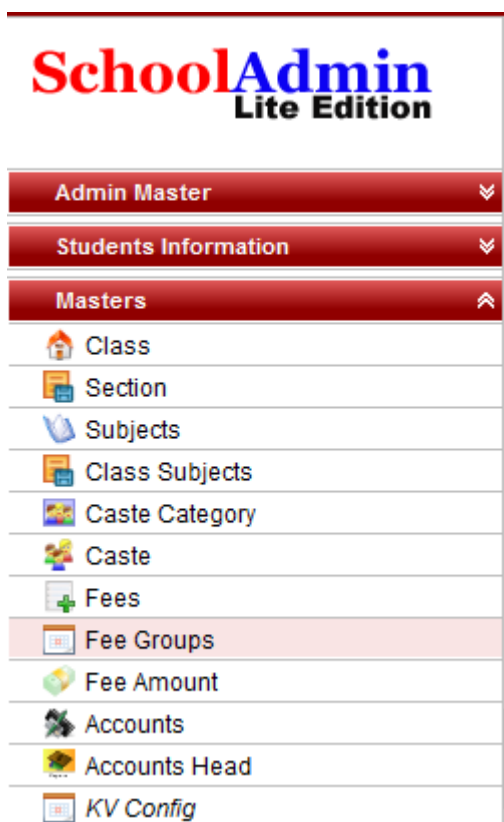 SchoolAdmin
Lite Edition
Admin Master
Students Information
Masters
Class
Section
Subjects
Class Subjects
Caste Category
Caste
Fees
Fee Groups
Fee Amount
Accounts
Accounts Head
KV Config